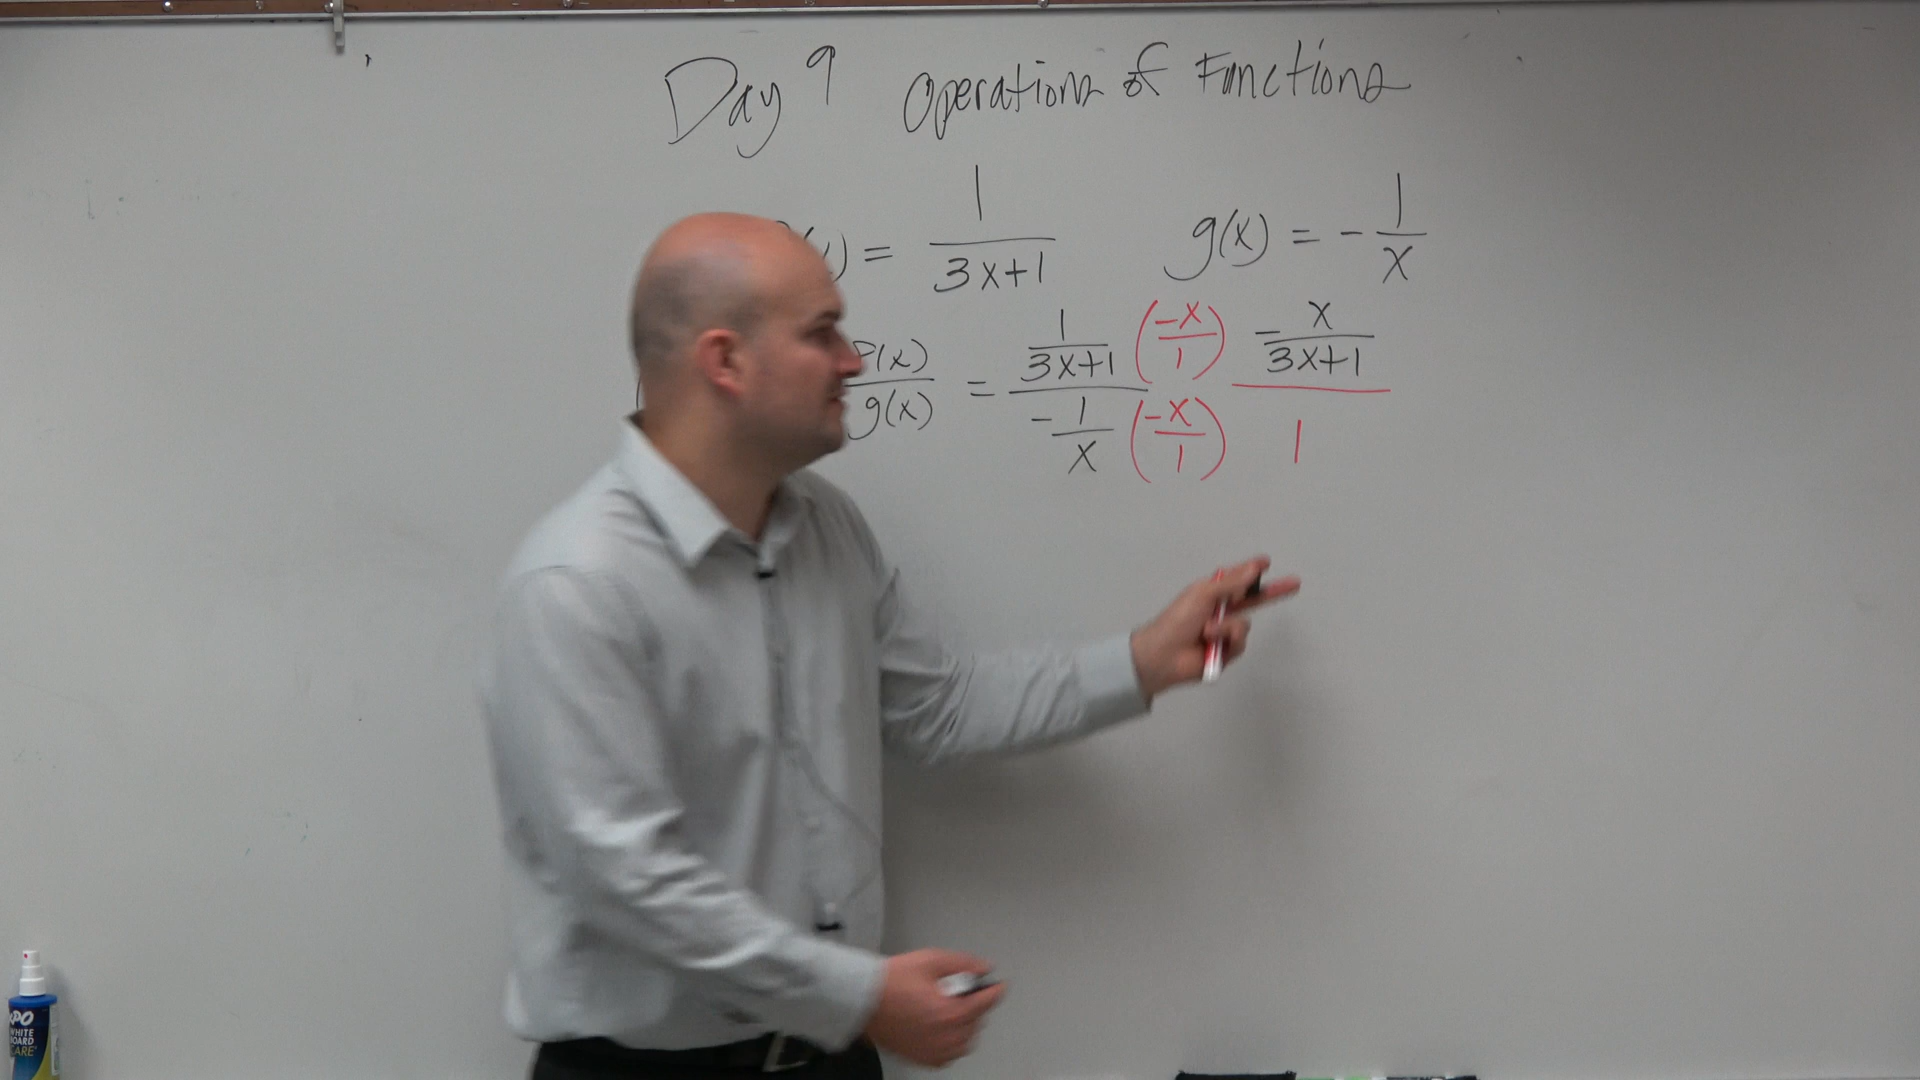 Day 9 Operations of Functions
(x) = 1/(3x+1) g(x) = - 1/x
f(x)/g(x) = (1/(3x+1) (-x/1))/(- 1/x (-x/1)) (- x/(3x+1))/1
XPO
WHITE
BOARD
CARE